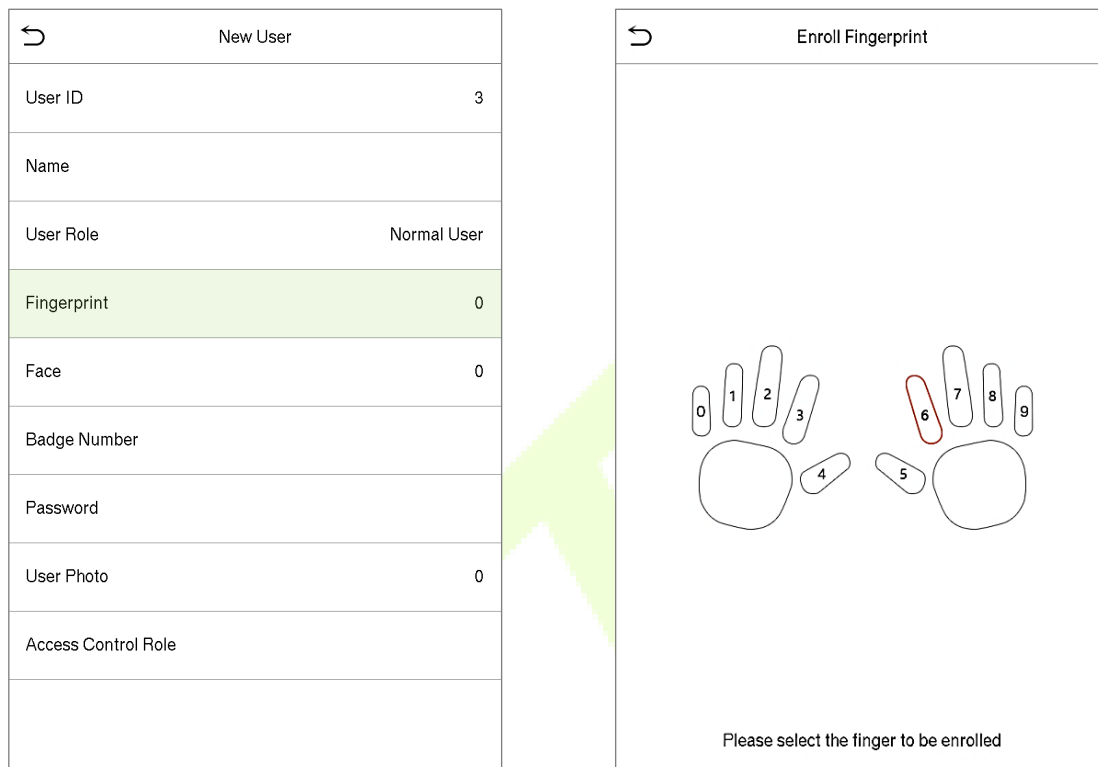 New User
User ID 3
Name
User Role Normal User
Fingerprint 0
Face 0
Badge Number
Password
User Photo 0
Access Control Role
Enroll Fingerprint
0 1 2 3 4 5 6 7 8 9
Please select the finger to be enrolled